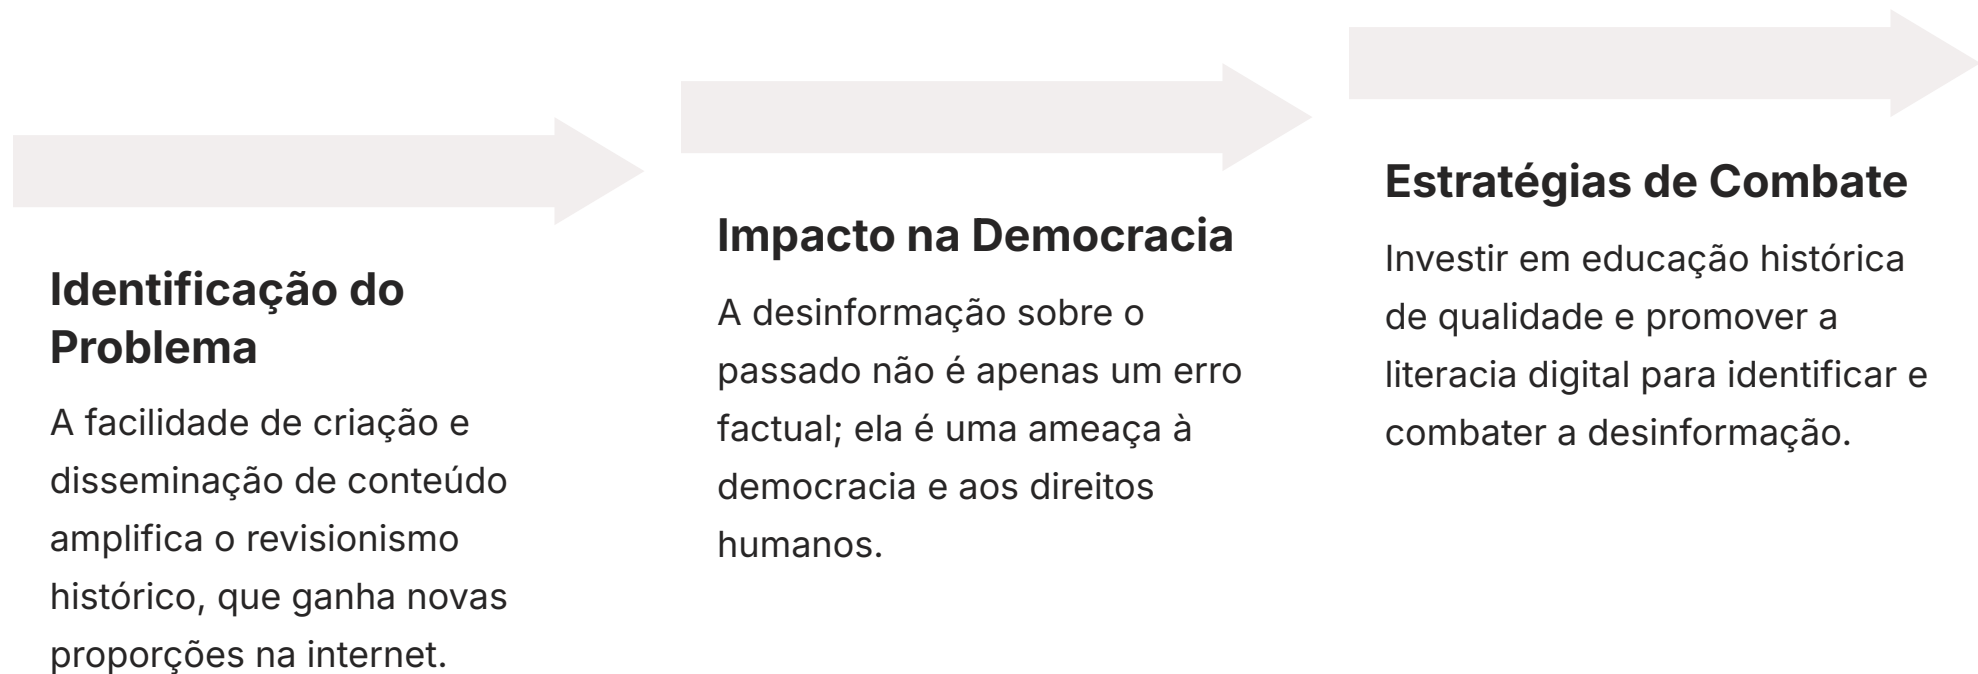 Identificação do
Problema
A facilidade de criação e
disseminação de conteúdo
amplifica o revisionismo
histórico, que ganha novas
proporções na internet.
Impacto na Democracia
A desinformação sobre o
passado não é apenas um erro
factual; ela é uma ameaça à
democracia e aos direitos
humanos.
Estratégias de Combate
Investir em educação histórica
de qualidade e promover a
literacia digital para identificar e
combater a desinformação.